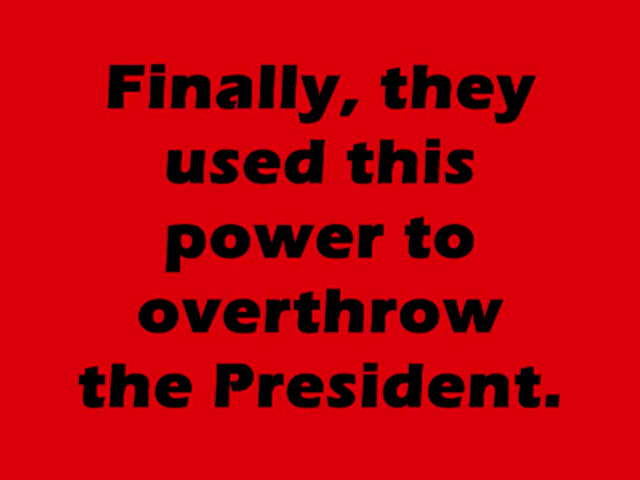 Finally, they
used this
power to
overthrow
the President.